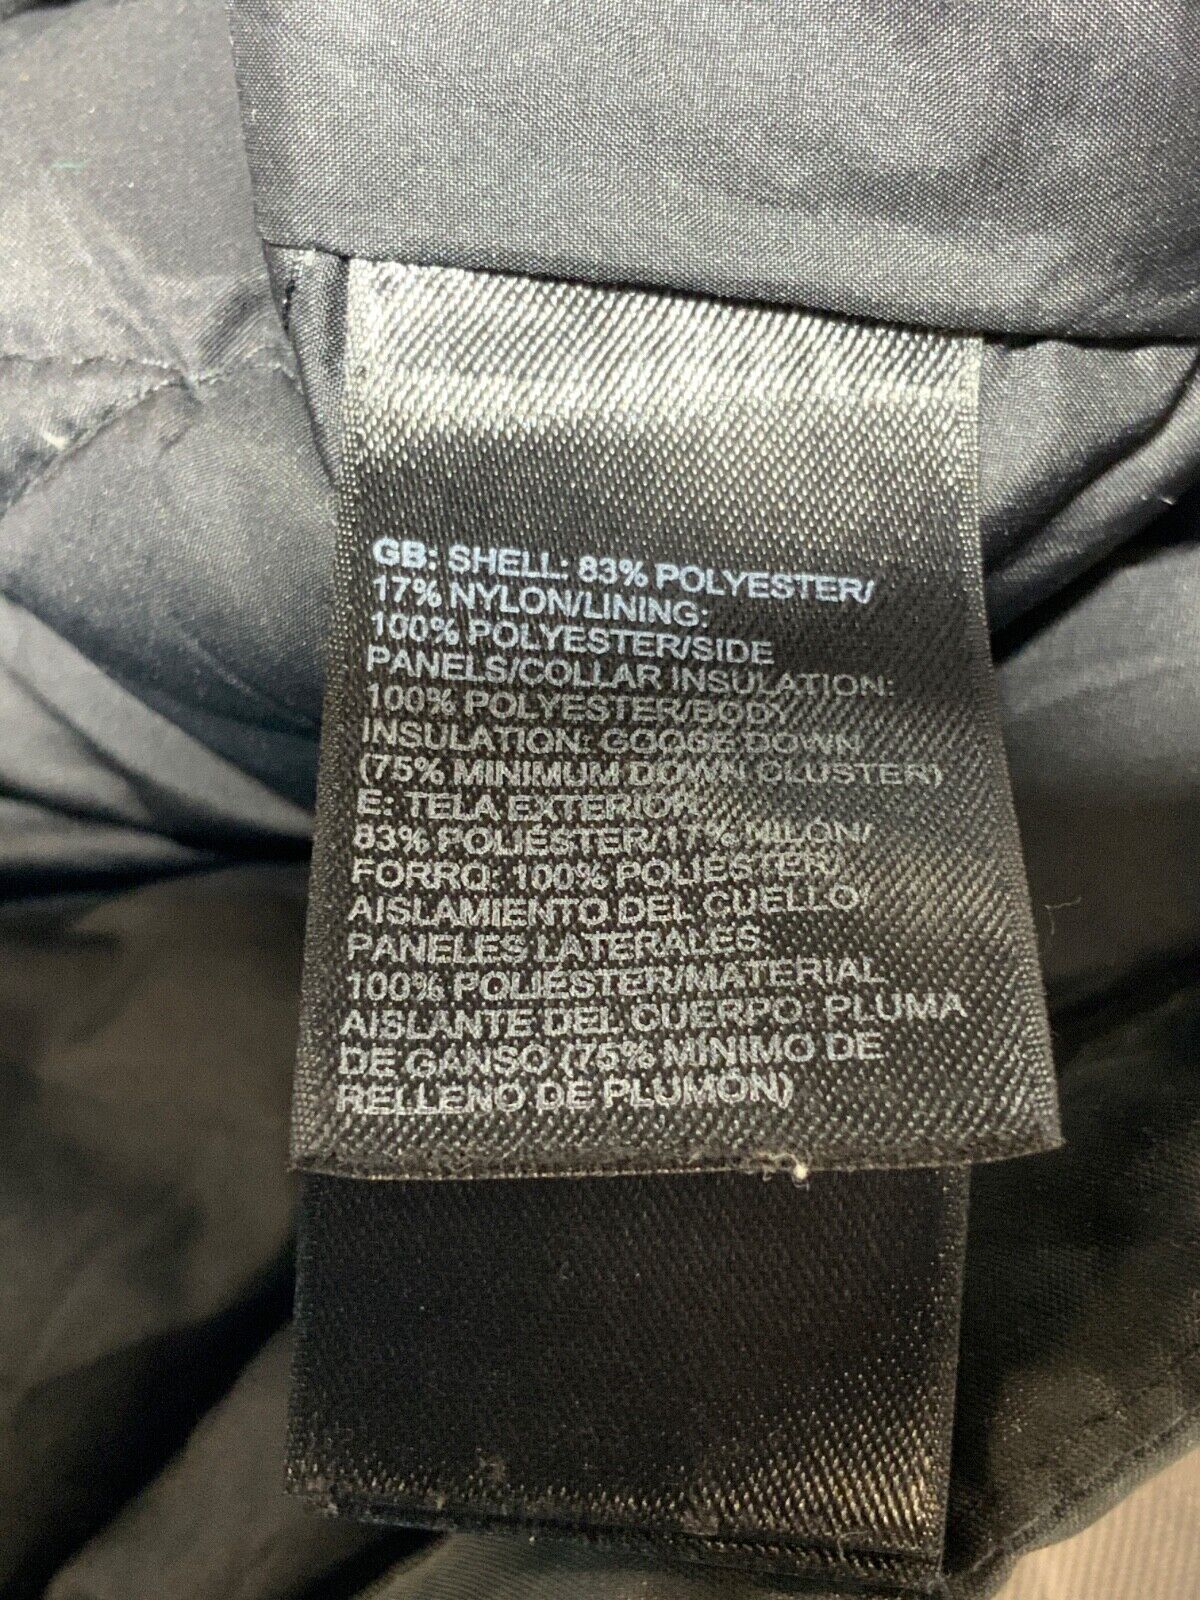 GB: SHELL: 83% POLYESTER/
17% NYLON/LINING:
100% POLYESTER/SIDE
PANELS/COLLAR INSULATION:
100% POLYESTER/BODY
INSULATION: GOOSE DOWN
(75% MINIMUM DOWN CLUSTER)
E: TELA EXTERIOR:
83% POLIÉSTER/17% NILÓN/
FORRO: 100% POLIÉSTER/
AISLAMIENTO DEL CUELLO/
PANELES LATERALES:
100% POLIÉSTER/MATERIAL
AISLANTE DEL CUERPO: PLUMA
DE GANSO (75% MÍNIMO DE
RELLENO DE PLUMÓN)